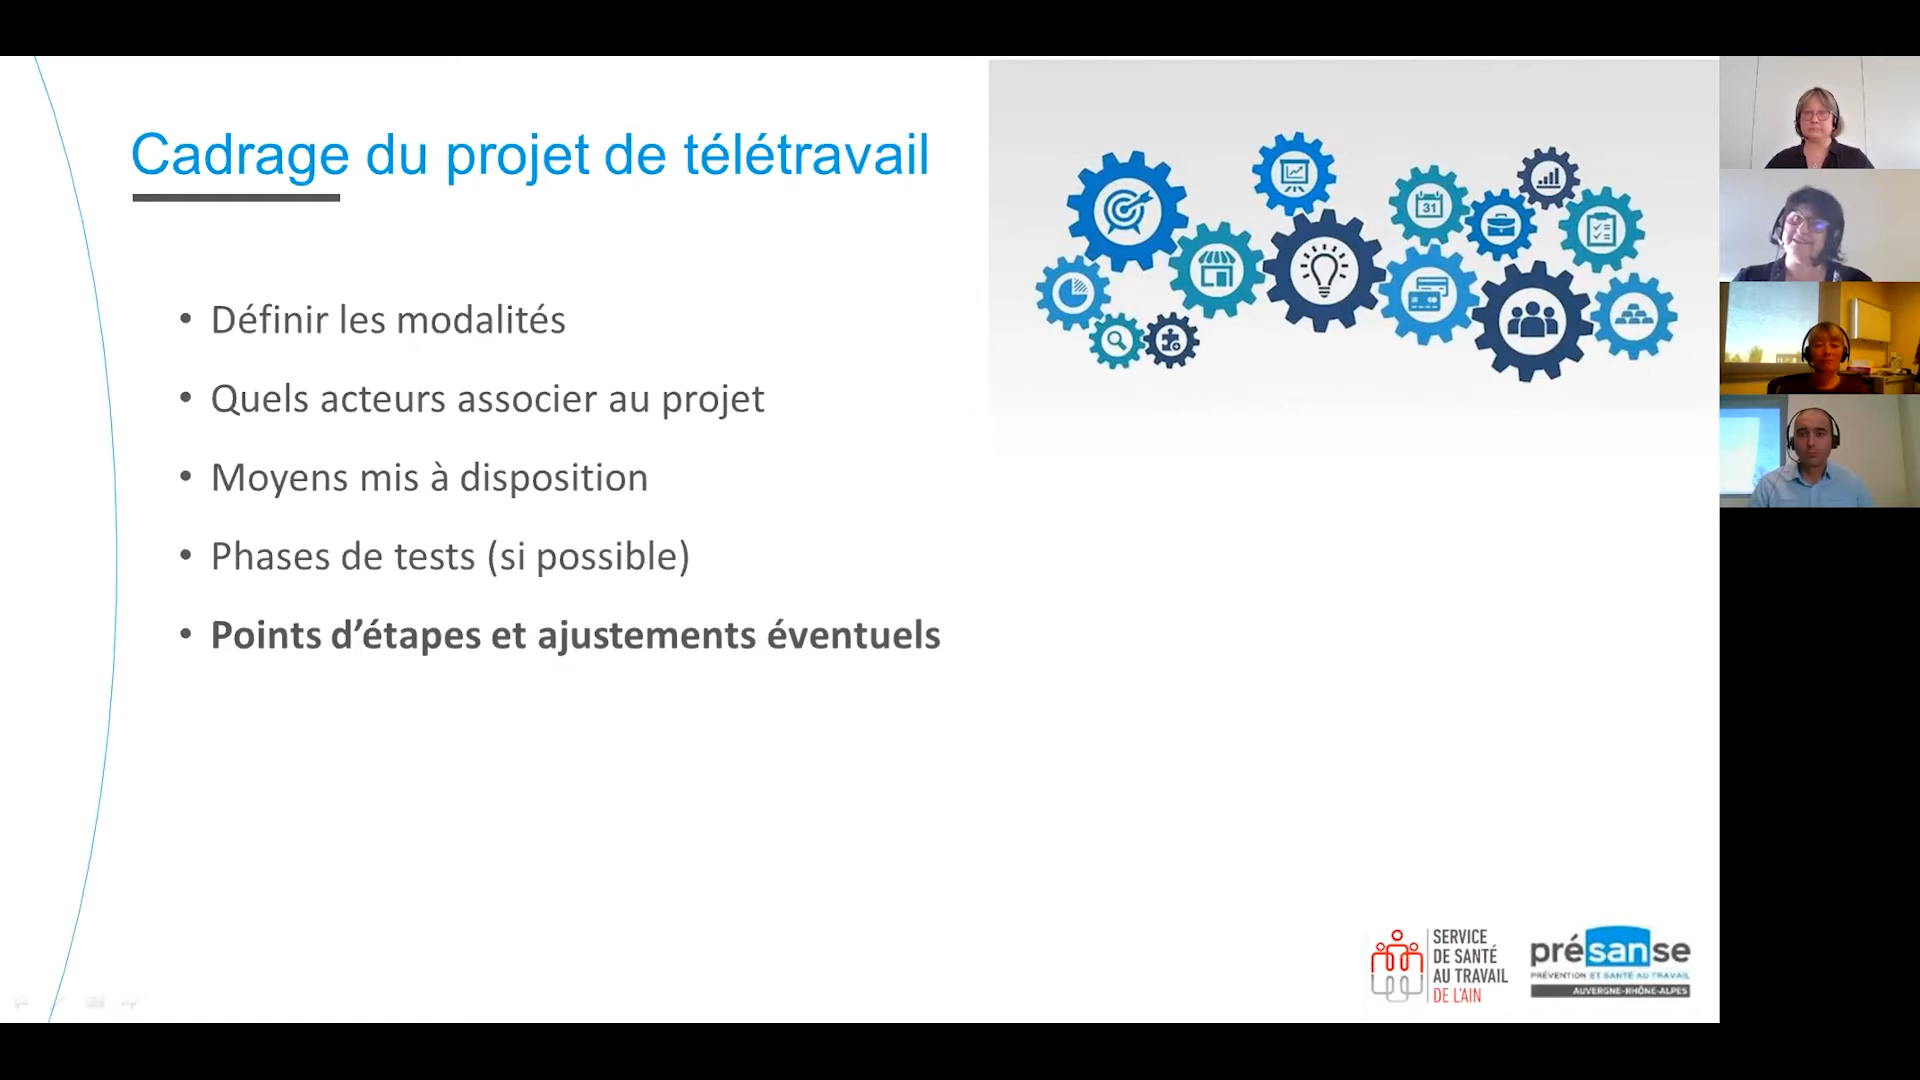 Cadrage du projet de télétravail
31
• Définir les modalités
• Quels acteurs associer au projet
• Moyens mis à disposition
• Phases de tests (si possible)
• Points d’étapes et ajustements éventuels
SERVICE
DE SANTÉ
AU TRAVAIL
DE L'AIN
présanse
PRÉVENTION ET SANTÉ AU TRAVAIL
AUVERGNE-RHÔNE-ALPES